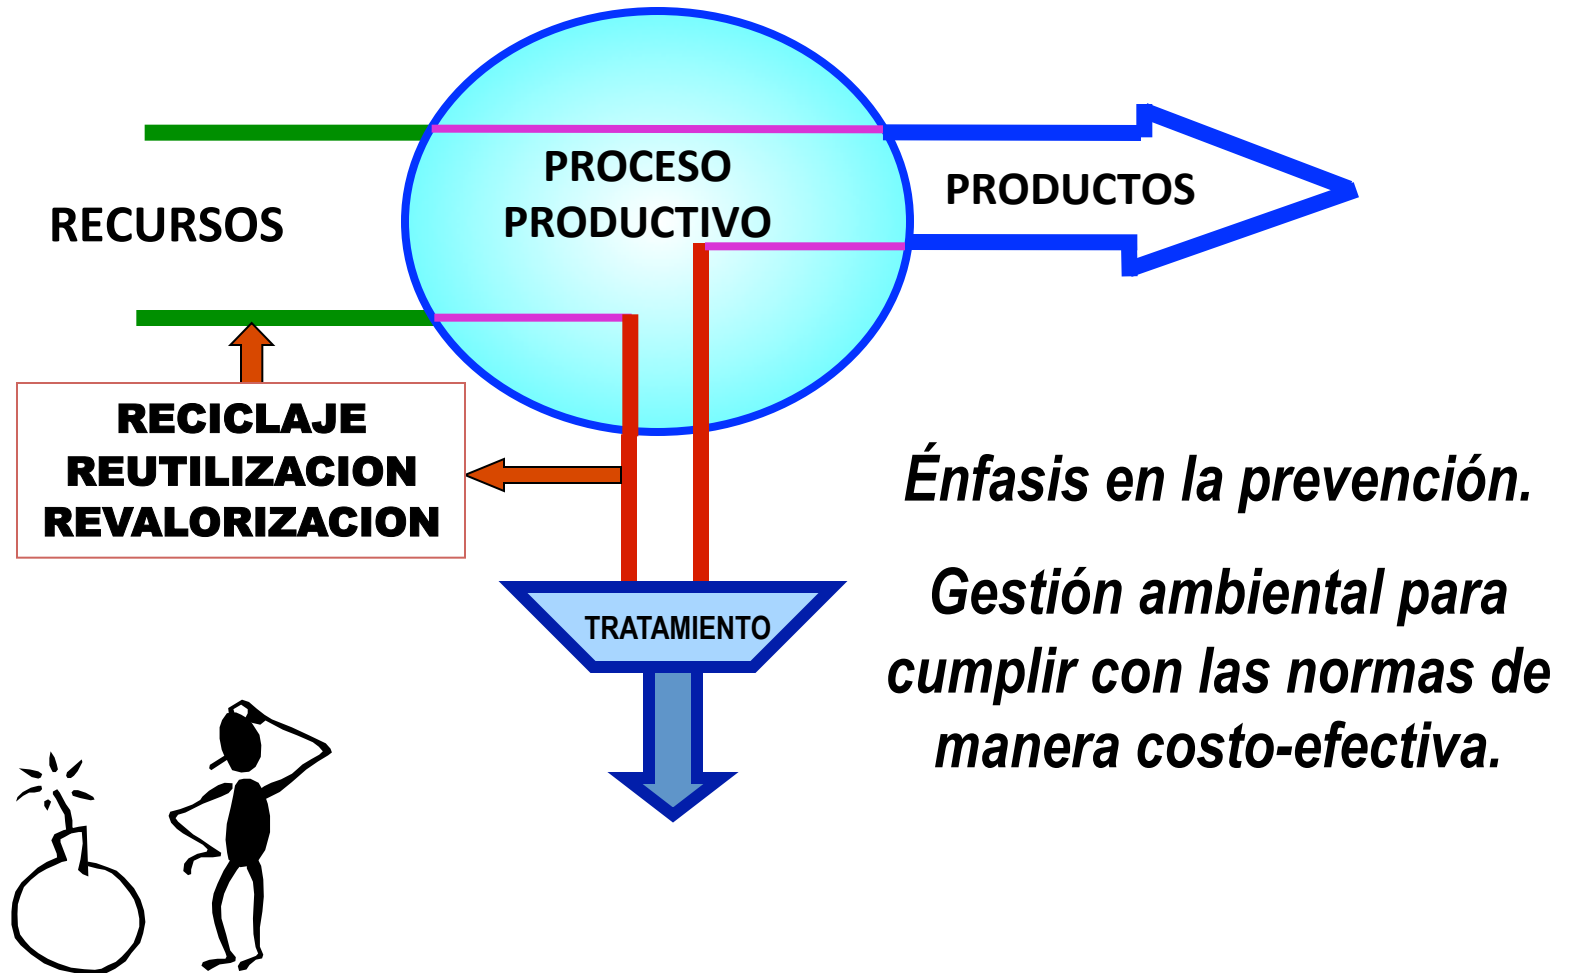 PROCESO
PRODUCTIVO
PRODUCTOS
RECURSOS
RECICLAJE
REUTILIZACION
REVALORIZACION
TRATAMIENTO
Énfasis en la prevención.
Gestión ambiental para
cumplir con las normas de
manera costo-efectiva.